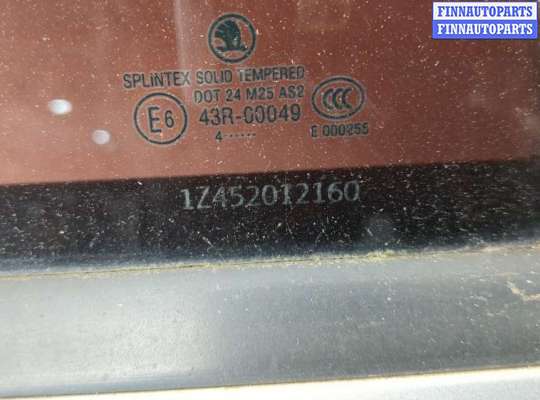 FINNAUTOPARTS
FINNAUTOPARTS
SPLINTEX SOLID TEMPERED
DOT 24 M25 AS2
E6 43R-00049 CCC
4······ E 000255
1Z452012160